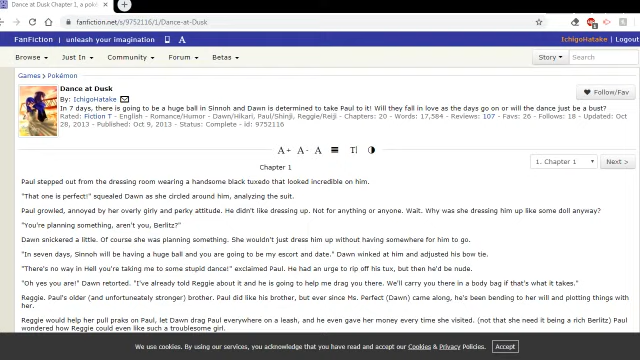 Dance at Dusk Chapter 1, a poke
fanfiction.net/s/9752116/1/Dance-at-Dusk
FanFiction | unleash your imagination A IchigoHatake | Logout
Browse Just In Community Forum Betas Story Search
Games Pokémon
Dance at Dusk Follow/Fav
By: IchigoHatake
In 7 days, there is going to be a huge ball in Sinnoh and Dawn is determined to take Paul to it! Will they fall in love as the days go on or will the dance just be a bust?
Rated: Fiction T - English - Romance/Humor - Dawn/Hikari, Paul/Shinji, Reggie/Reiji - Chapters: 20 - Words: 17,584 - Reviews: 107 - Favs: 26 - Follows: 18 - Updated: Oct
28, 2013 - Published: Oct 9, 2013 - Status: Complete - id: 9752116
A+ A- A
1. Chapter 1 Next >
Chapter 1
Paul stepped out from the dressing room wearing a handsome black tuxedo that looked incredible on him.
"That one is perfect!" squealed Dawn as she circled around him, analyzing the suit.
Paul growled, annoyed by her overly girly and perky attitude. He didn't like dressing up. Not for anything or anyone. Wait. Why was she dressing him up like some doll anyway?
"You're planning something, aren't you, Berlitz?"
Dawn snickered a little. Of course she was planning something. She wouldn't just dress him up without having somewhere for him to go.
"In seven days, Sinnoh will be having a huge ball and you are going to be my escort and date." Dawn winked at him and adjusted his bow tie.
"There's no way in Hell you're taking me to some stupid dance!" exclaimed Paul. He had an urge to rip off his tux, but then he'd be nude.
"Oh yes you are!" Dawn retorted. "I've already told Reggie about it and he is going to help me drag you there. We'll carry you there in a body bag if that's what it takes."
Reggie. Paul's older (and unfortunately stronger) brother. Paul did like his brother, but ever since Ms. Perfect (Dawn) came along, he's been bending to her will and plotting things with
her.
Reggie would help her pull praks on Paul, let Dawn drag Paul everywhere on a leash, and he even gave her money every time she visited. (not that she need it being a rich Berlitz) Paul
wondered how Reggie could even like such a troublesome girl.
We use cookies. By using our services, you acknowledge that you have read and accept our Cookies & Privacy Policies. Accept